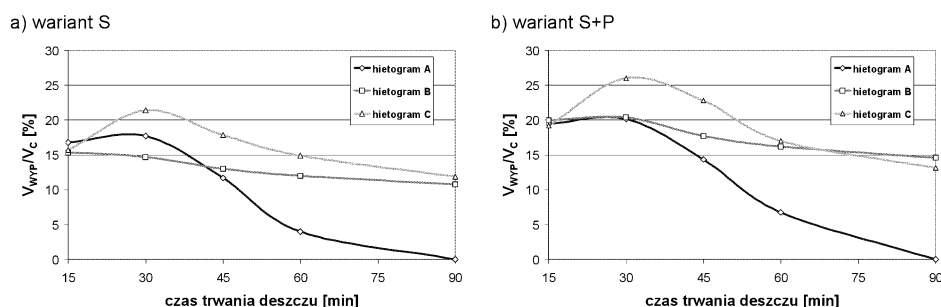 a) wariant S
30
25
20
15
10
5
0
V_WYP/V_C [%]
hietogram A
hietogram B
hietogram C
15 30 45 60 75 90
czas trwania deszczu [min]
b) wariant S+P
30
25
20
15
10
5
0
V_WYP/V_C [%]
hietogram A
hietogram B
hietogram C
15 30 45 60 75 90
czas trwania deszczu [min]